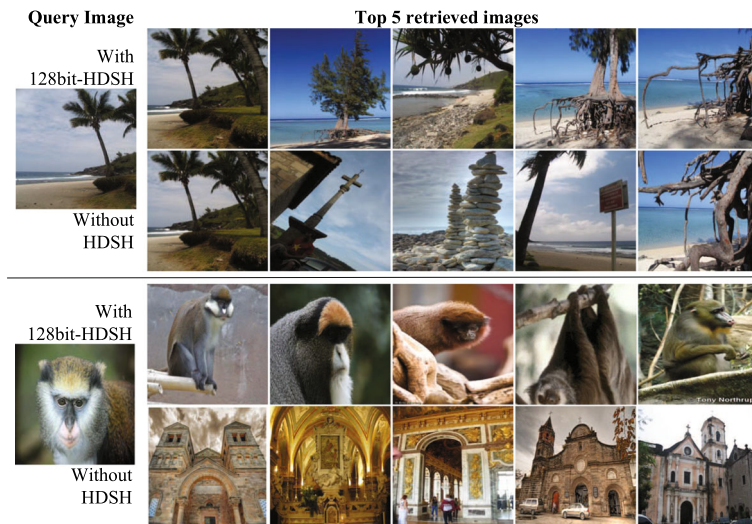 Query Image
Top 5 retrieved images
With
128bit-HDSH
Without
HDSH
With
128bit-HDSH
Tony Northrup
Without
HDSH